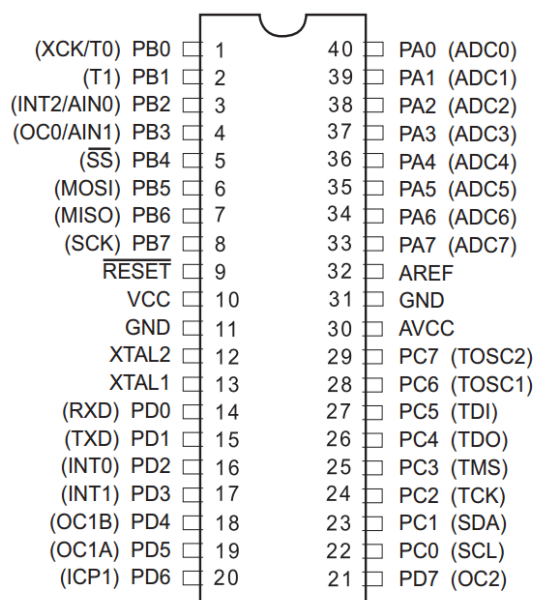 (XCK/T0) PB0 1 40 PA0 (ADC0)
(T1) PB1 2 39 PA1 (ADC1)
(INT2/AIN0) PB2 3 38 PA2 (ADC2)
(OC0/AIN1) PB3 4 37 PA3 (ADC3)
(S̅S̅) PB4 5 36 PA4 (ADC4)
(MOSI) PB5 6 35 PA5 (ADC5)
(MISO) PB6 7 34 PA6 (ADC6)
(SCK) PB7 8 33 PA7 (ADC7)
R̅E̅S̅E̅T̅ 9 32 AREF
VCC 10 31 GND
GND 11 30 AVCC
XTAL2 12 29 PC7 (TOSC2)
XTAL1 13 28 PC6 (TOSC1)
(RXD) PD0 14 27 PC5 (TDI)
(TXD) PD1 15 26 PC4 (TDO)
(INT0) PD2 16 25 PC3 (TMS)
(INT1) PD3 17 24 PC2 (TCK)
(OC1B) PD4 18 23 PC1 (SDA)
(OC1A) PD5 19 22 PC0 (SCL)
(ICP1) PD6 20 21 PD7 (OC2)